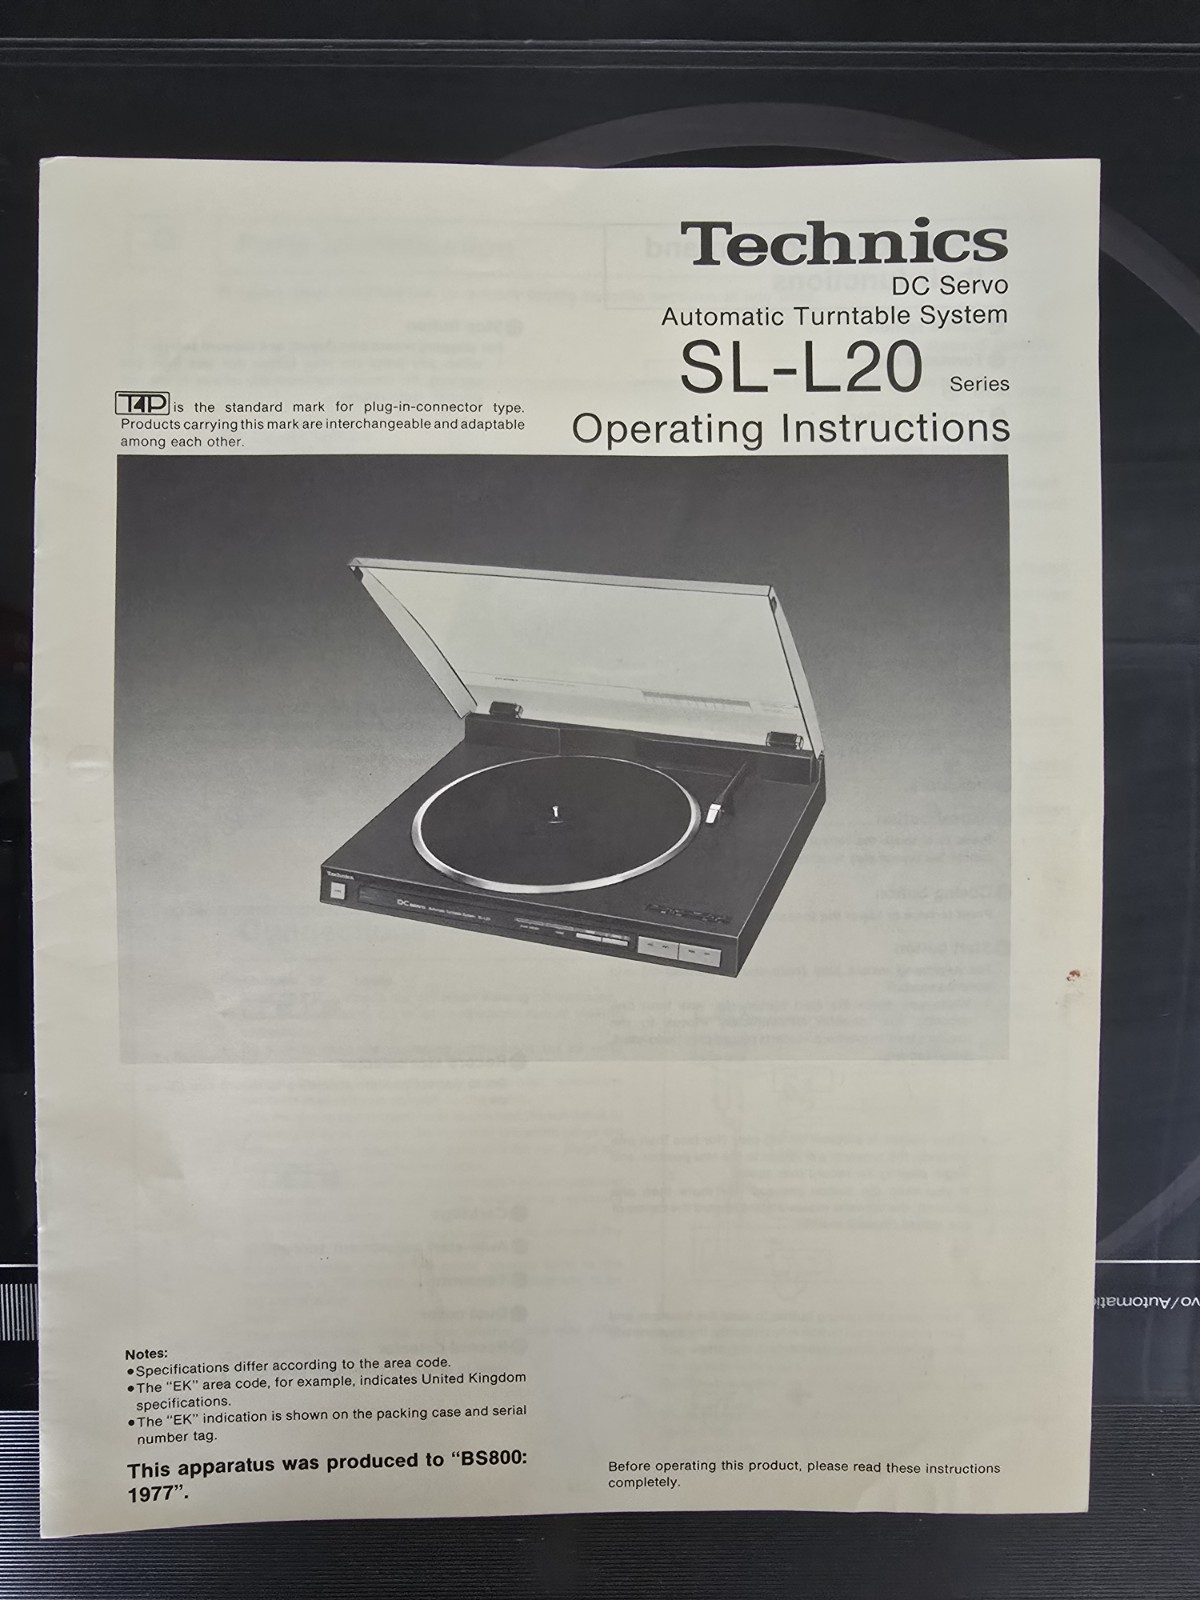 Technics
DC Servo
Automatic Turntable System
SL-L20 Series
Operating Instructions
T4P is the standard mark for plug-in-connector type.
Products carrying this mark are interchangeable and adaptable
among each other.
Technics
DC
Notes:
●Specifications differ according to the area code.
●The "EK" area code, for example, indicates United Kingdom
specifications.
●The "EK" indication is shown on the packing case and serial
number tag.
This apparatus was produced to "BS800:
1977".
Before operating this product, please read these instructions
completely.
vo/Automati